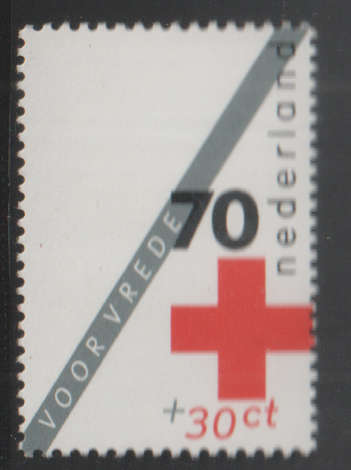 VOOR VREDE
70
nederland
+30ct